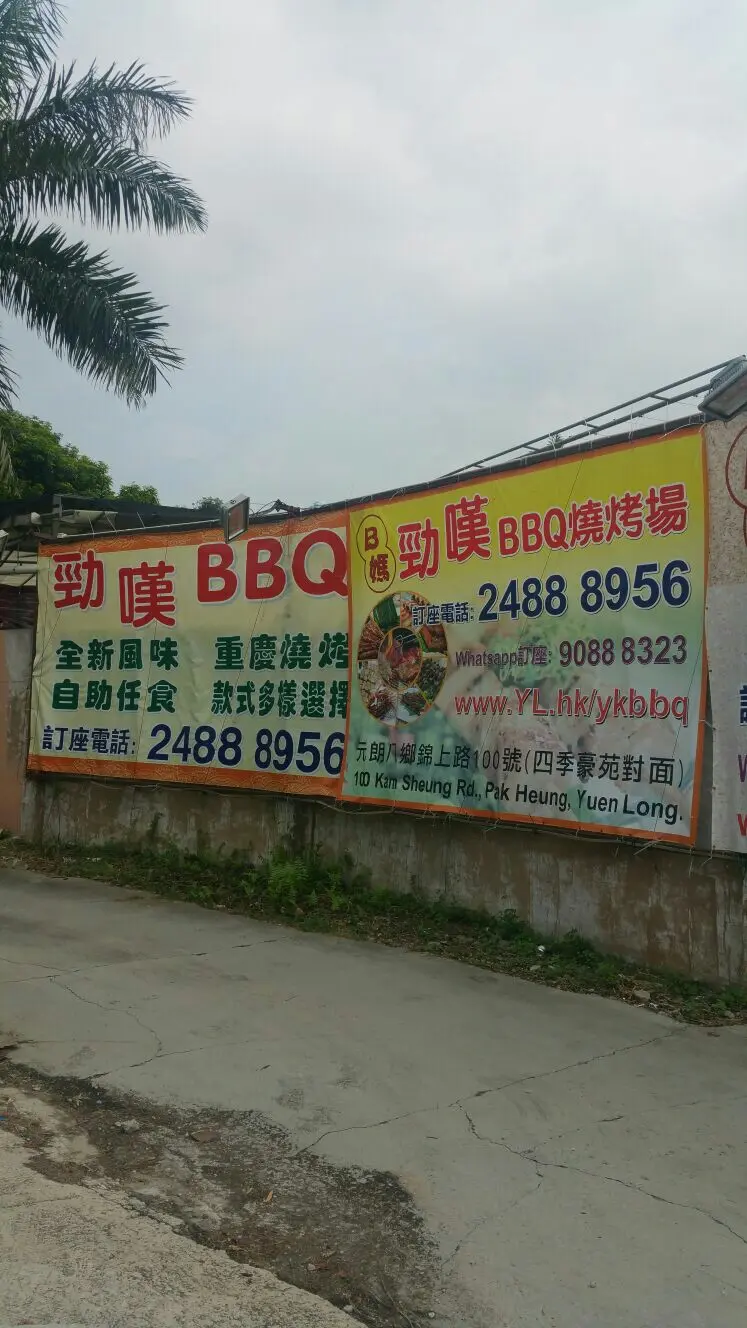 勁嘆BBQ
全新風味 重慶燒烤
自助任食 款式多樣選擇
訂座電話: 2488 8956
B媽
勁嘆BBQ燒烤場
訂座電話: 2488 8956
Whatsapp訂座: 9088 8323
www.YL.hk/ykbbq
元朗八鄉錦上路100號(四季豪苑對面)
100 Kam Sheung Rd., Pak Heung, Yuen Long.